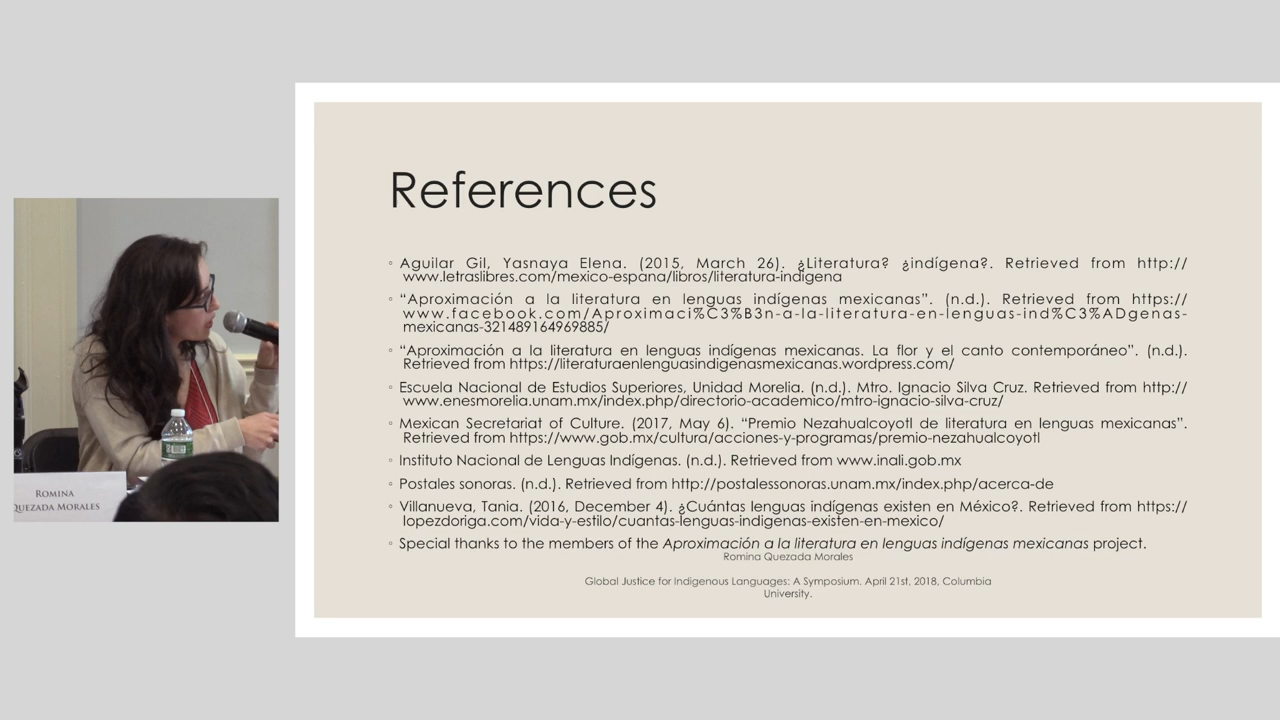 References
◦ Aguilar Gil, Yasnaya Elena. (2015, March 26). ¿Literatura? ¿indígena?. Retrieved from http://
www.letraslibres.com/mexico-espana/libros/literatura-indigena
◦ “Aproximación a la literatura en lenguas indígenas mexicanas”. (n.d.). Retrieved from https://
www.facebook.com/Aproximaci%C3%B3n-a-la-literatura-en-lenguas-ind%C3%ADgenas-
mexicanas-321489164969885/
◦ “Aproximación a la literatura en lenguas indígenas mexicanas. La flor y el canto contemporáneo”. (n.d.).
Retrieved from https://literaturaenlenguasindigenasmexicanas.wordpress.com/
◦ Escuela Nacional de Estudios Superiores, Unidad Morelia. (n.d.). Mtro. Ignacio Silva Cruz. Retrieved from http://
www.enesmorelia.unam.mx/index.php/directorio-academico/mtro-ignacio-silva-cruz/
◦ Mexican Secretariat of Culture. (2017, May 6). “Premio Nezahualcoyotl de literatura en lenguas mexicanas”.
Retrieved from https://www.gob.mx/cultura/acciones-y-programas/premio-nezahualcoyotl
◦ Instituto Nacional de Lenguas Indígenas. (n.d.). Retrieved from www.inali.gob.mx
◦ Postales sonoras. (n.d.). Retrieved from http://postalessonoras.unam.mx/index.php/acerca-de
◦ Villanueva, Tania. (2016, December 4). ¿Cuántas lenguas indígenas existen en México?. Retrieved from https://
lopezdoriga.com/vida-y-estilo/cuantas-lenguas-indigenas-existen-en-mexico/
◦ Special thanks to the members of the Aproximación a la literatura en lenguas indígenas mexicanas project.
Romina Quezada Morales
Global Justice for Indigenous Languages: A Symposium. April 21st, 2018, Columbia
University.
ROMINA
QUEZADA MORALES